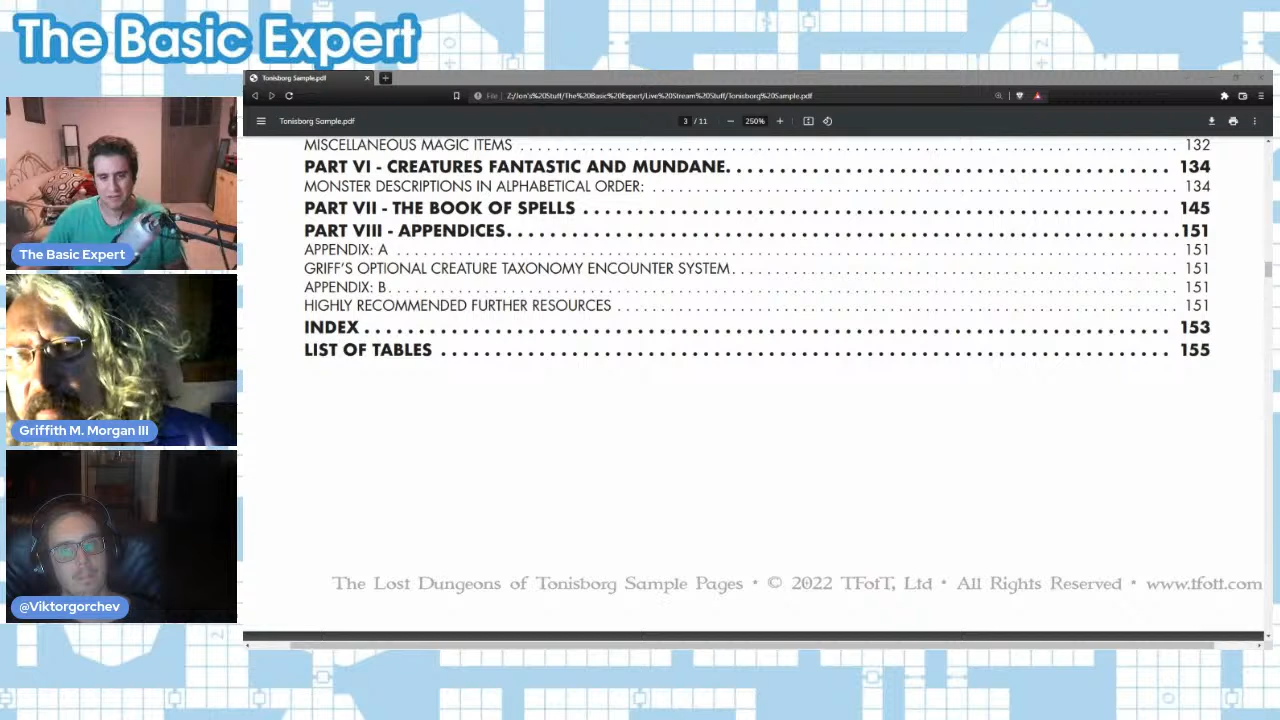 The Basic Expert
Tonisborg Sample.pdf
File
Z:/Jon's%20Stuff/The%20Basic%20Expert/Live%20Stream%20Stuff/Tonisborg%20Sample.pdf
Tonisborg Sample.pdf
3 / 11
250%
MISCELLANEOUS MAGIC ITEMS 132
PART VI - CREATURES FANTASTIC AND MUNDANE. 134
MONSTER DESCRIPTIONS IN ALPHABETICAL ORDER: 134
PART VII - THE BOOK OF SPELLS 145
PART VIII - APPENDICES. 151
APPENDIX: A 151
GRIFF'S OPTIONAL CREATURE TAXONOMY ENCOUNTER SYSTEM 151
APPENDIX: B 151
HIGHLY RECOMMENDED FURTHER RESOURCES 151
INDEX 153
LIST OF TABLES 155
The Lost Dungeons of Tonisborg Sample Pages • © 2022 TFotT, Ltd • All Rights Reserved • www.tfott.com
The Basic Expert
Griffith M. Morgan III
@Viktorgorchev